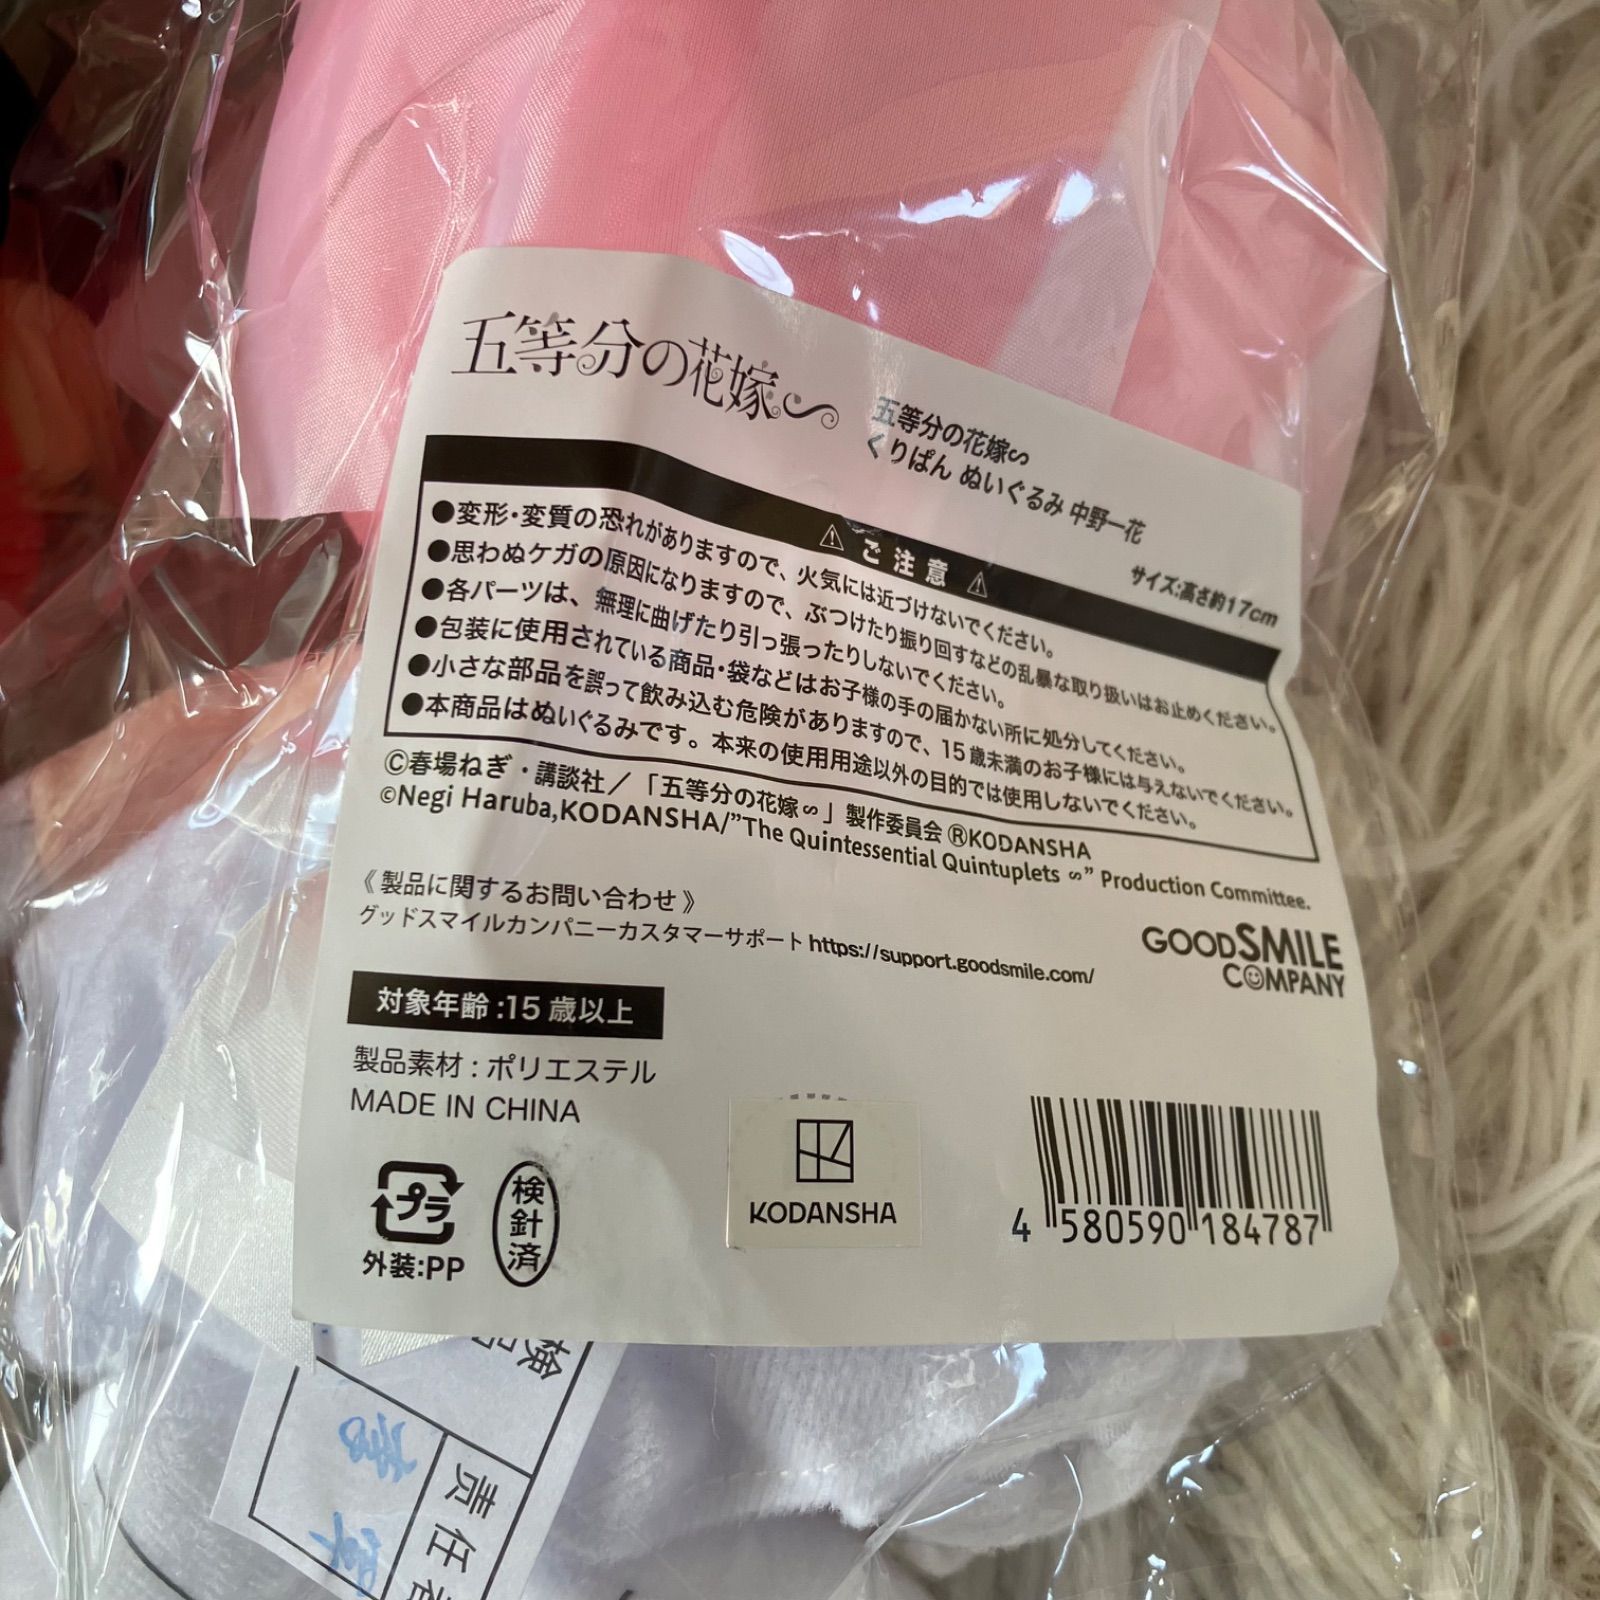 五等分の花嫁∽
五等分の花嫁∽
くりぱん ぬいぐるみ 中野一花
サイズ:高さ約17cm
⚠ ご注意 ⚠
●変形・変質の恐れがありますので、火気には近づけないでください。
●思わぬケガの原因になりますので、ぶつけたり振り回すなどの乱暴な取り扱いはお止めください。
●各パーツは、無理に曲げたり引っ張ったりしないでください。
●包装に使用されている商品・袋などはお子様の手の届かない所に処分してください。
●小さな部品を誤って飲み込む危険がありますので、15歳未満のお子様には与えないでください。
●本商品はぬいぐるみです。本来の使用用途以外の目的では使用しないでください。
©春場ねぎ・講談社／「五等分の花嫁∽」製作委員会 ®KODANSHA
©Negi Haruba,KODANSHA/”The Quintessential Quintuplets ∽” Production Committee.
《 製品に関するお問い合わせ 》
グッドスマイルカンパニーカスタマーサポート https://support.goodsmile.com/
GOODSMILE
COMPANY
対象年齢 :15 歳以上
製品素材 : ポリエステル
MADE IN CHINA
プラ
外装:PP
検針済
KODANSHA
4 580590 184787
検
責任者